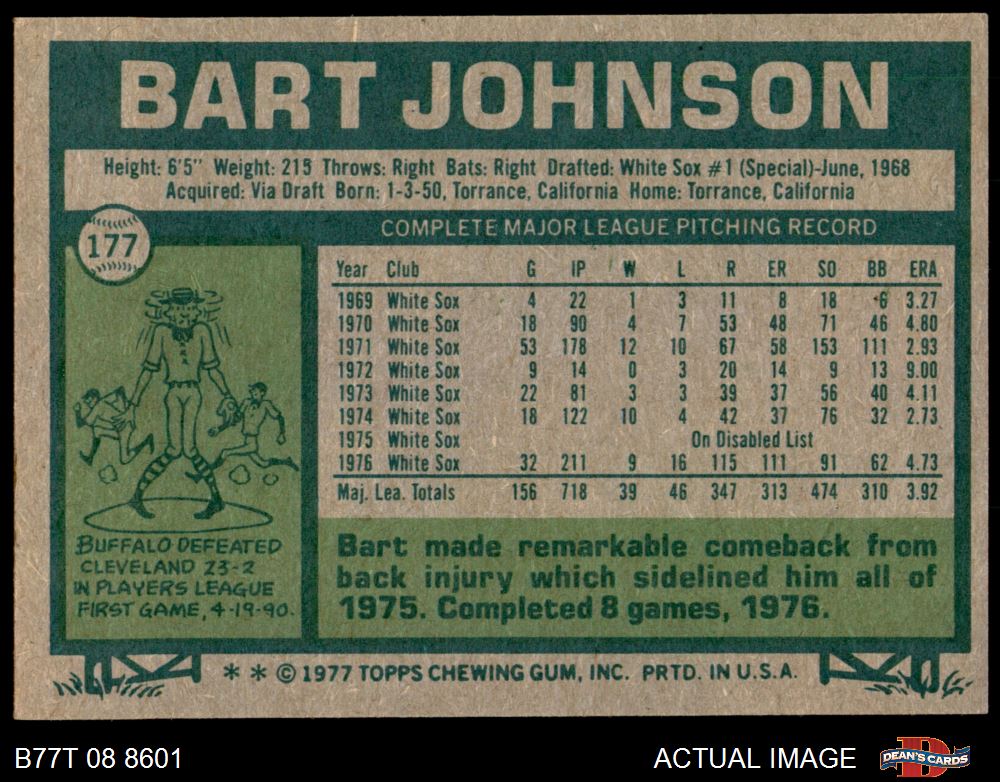 BART JOHNSON
Height: 6'5" Weight: 215 Throws: Right Bats: Right Drafted: White Sox #1 (Special)-June, 1968
Acquired: Via Draft Born: 1-3-50, Torrance, California Home: Torrance, California
177
COMPLETE MAJOR LEAGUE PITCHING RECORD
Year Club G IP W L R ER SO BB ERA
1969 White Sox 4 22 1 3 11 8 18 6 3.27
1970 White Sox 18 90 4 7 53 48 71 46 4.80
1971 White Sox 53 178 12 10 67 58 153 111 2.93
1972 White Sox 9 14 0 3 20 14 9 13 9.00
1973 White Sox 22 81 3 3 39 37 56 40 4.11
1974 White Sox 18 122 10 4 42 37 76 32 2.73
1975 White Sox On Disabled List
1976 White Sox 32 211 9 16 115 111 91 62 4.73
Maj. Lea. Totals 156 718 39 46 347 313 474 310 3.92
BUFFALO DEFEATED
CLEVELAND 23-2
IN PLAYERS LEAGUE
FIRST GAME, 4-19-90.
Bart made remarkable comeback from
back injury which sidelined him all of
1975. Completed 8 games, 1976.
* * © 1977 TOPPS CHEWING GUM, INC. PRTD. IN U.S.A.
B77T 08 8601
ACTUAL IMAGE
D
DEAN'S CARDS